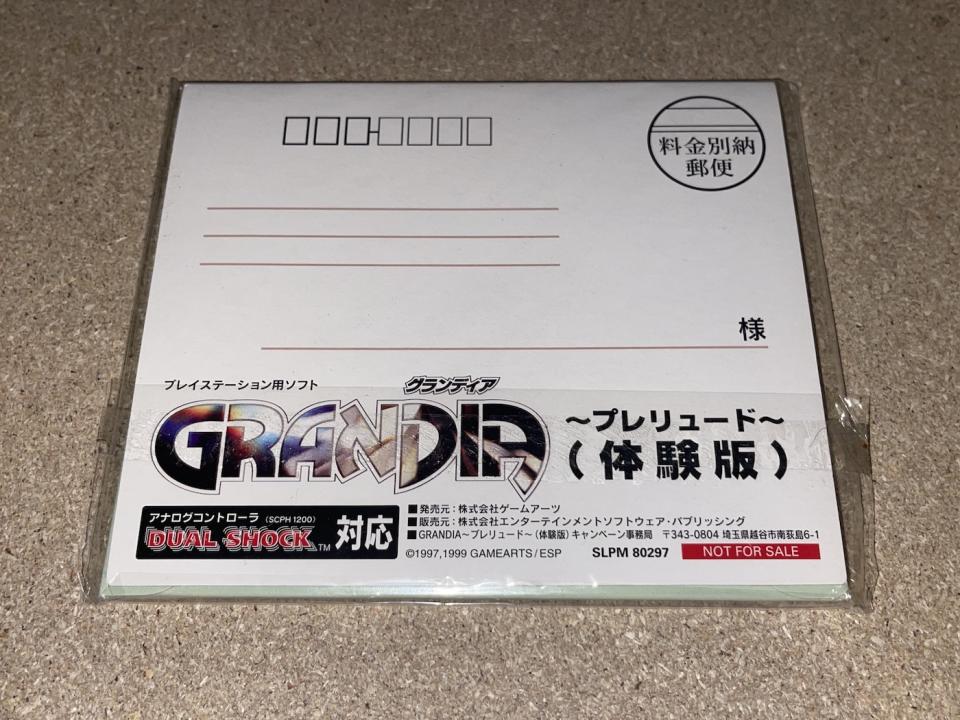 料金別納
郵便
様
プレイステーション用ソフト
グランディア
GRANDIA
～プレリュード～
(体験版)
アナログコントローラ (SCPH 1200)
DUAL SHOCK™ 対応
■発売元：株式会社ゲームアーツ
■販売元：株式会社エンターテインメントソフトウェア・パブリッシング
■GRANDIA～プレリュード～(体験版)キャンペーン事務局 〒343-0804 埼玉県越谷市南荻島6-1
©1997,1999 GAMEARTS/ESP SLPM 80297 NOT FOR SALE